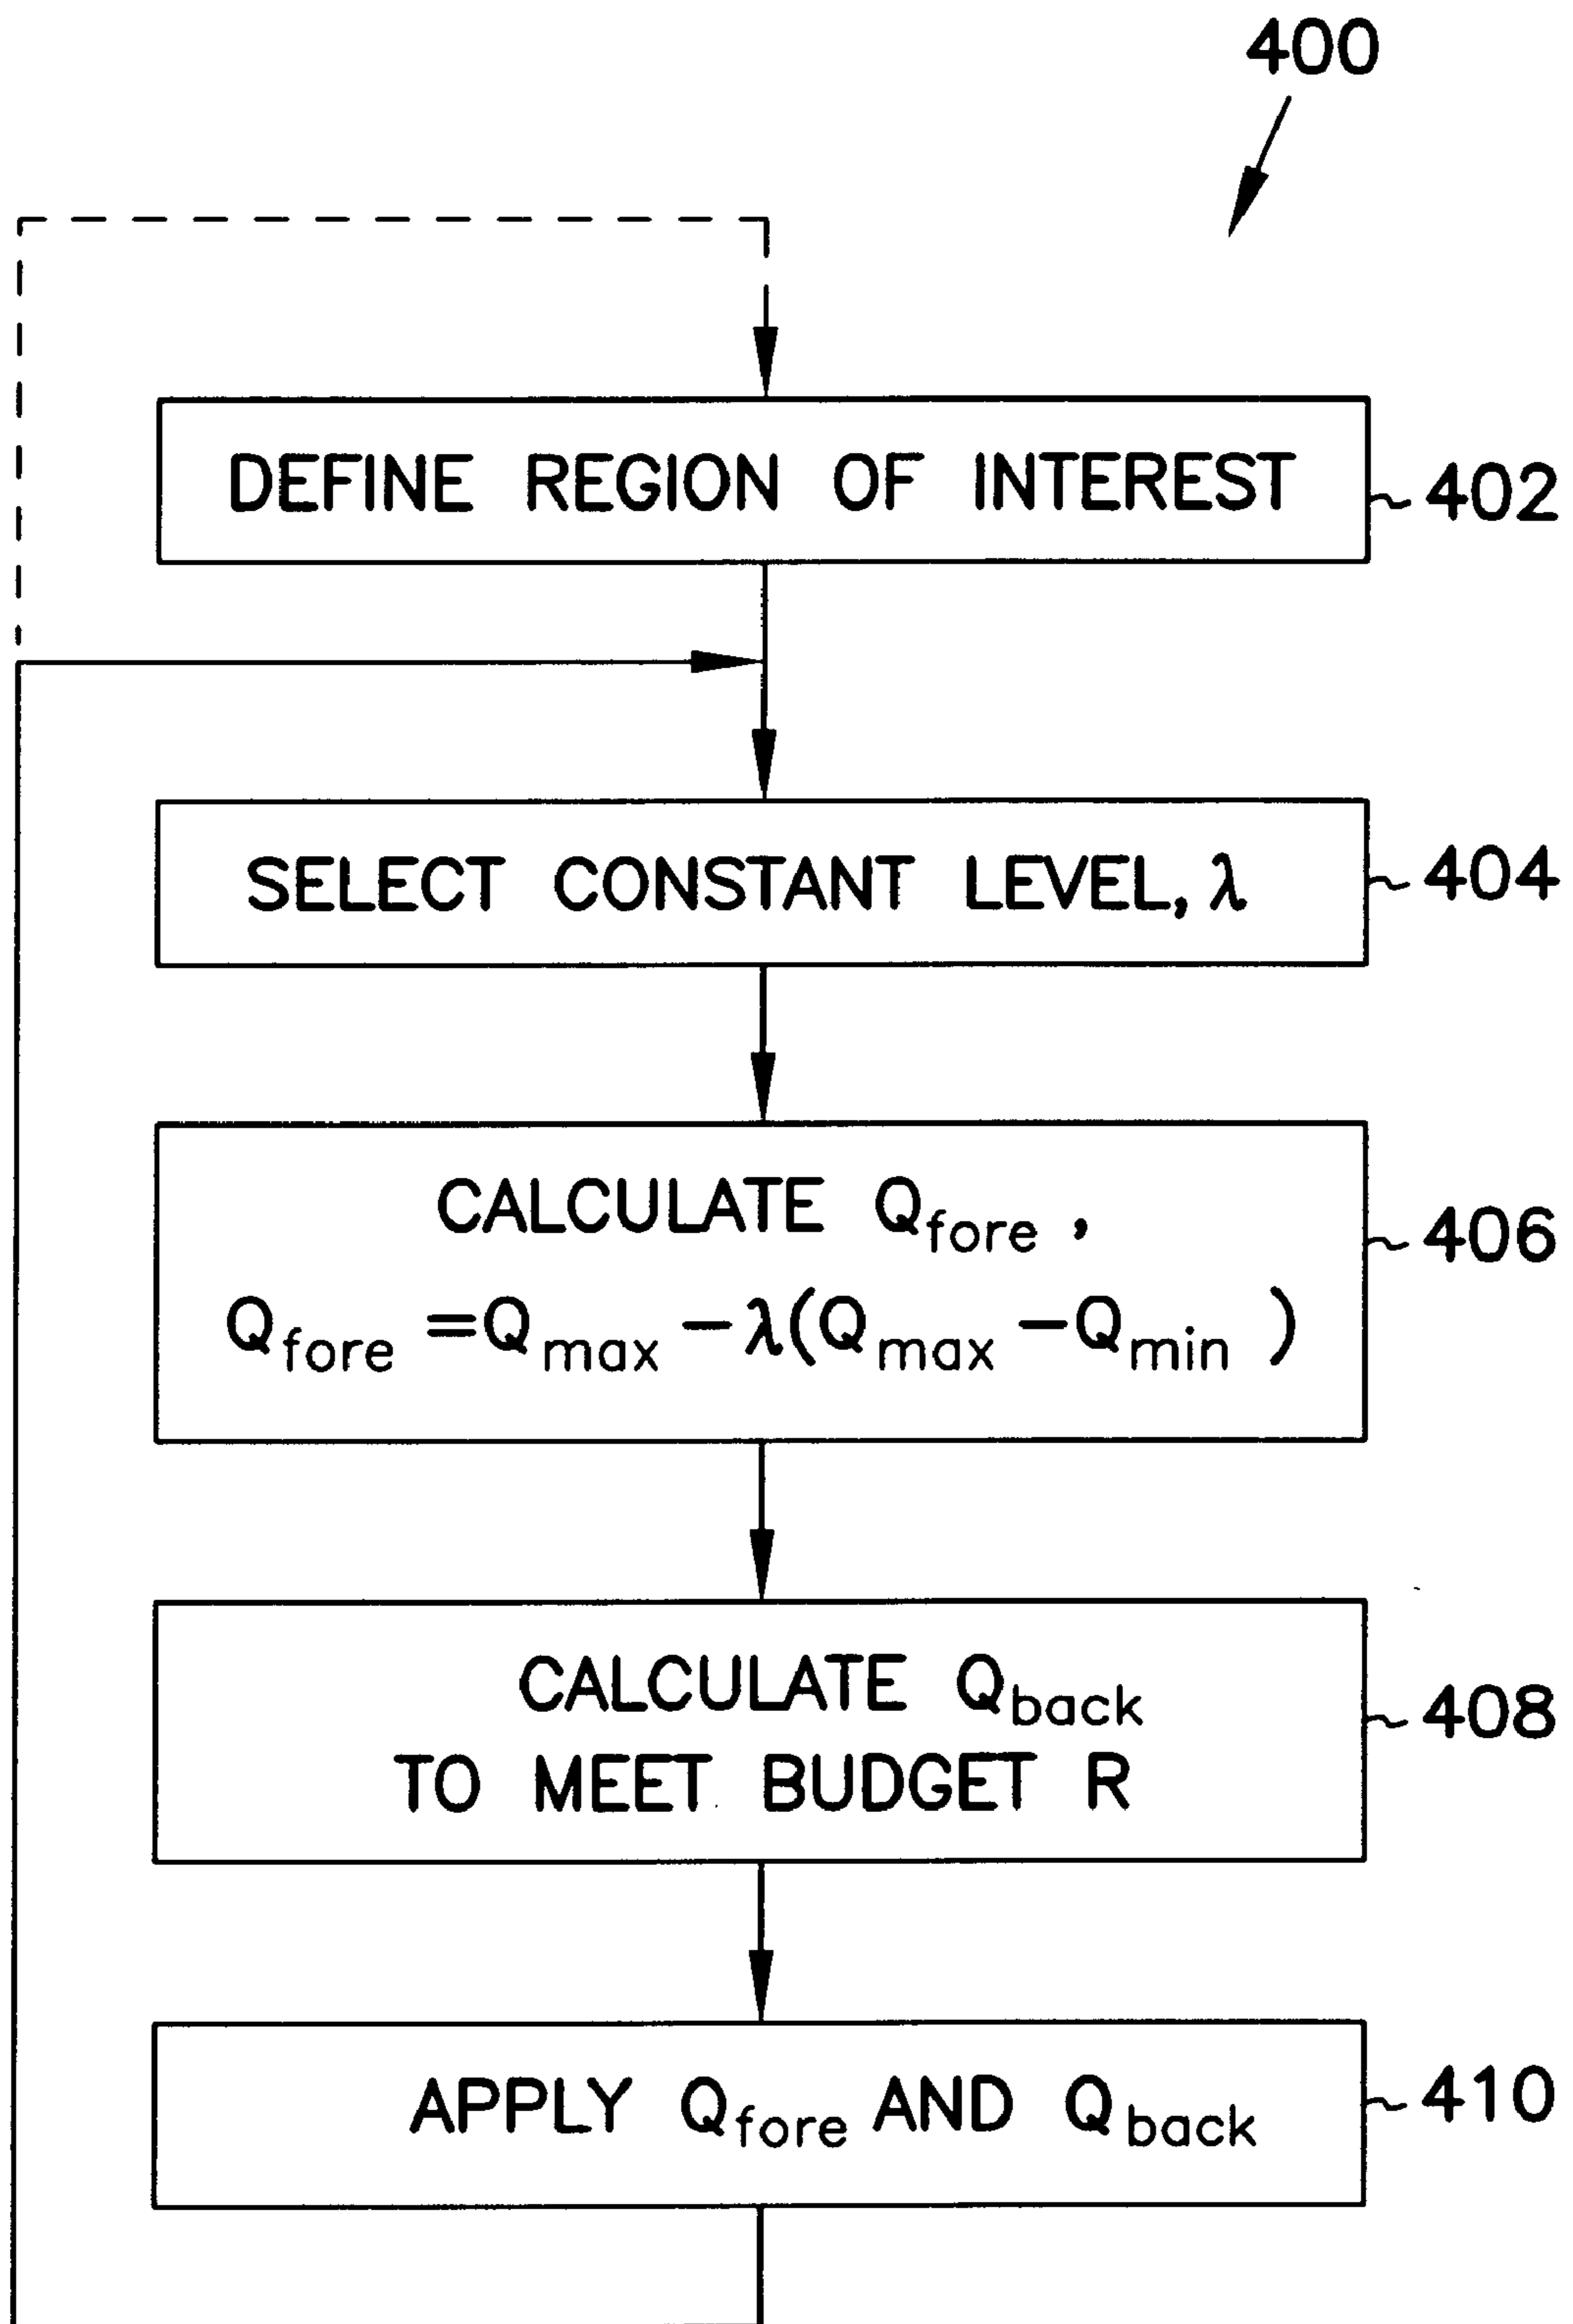 400
DEFINE REGION OF INTEREST
402
SELECT CONSTANT LEVEL, λ
404
CALCULATE Qfore ,
Qfore =Qmax −λ(Qmax −Qmin )
406
CALCULATE Qback
TO MEET BUDGET R
408
APPLY Qfore AND Qback
410